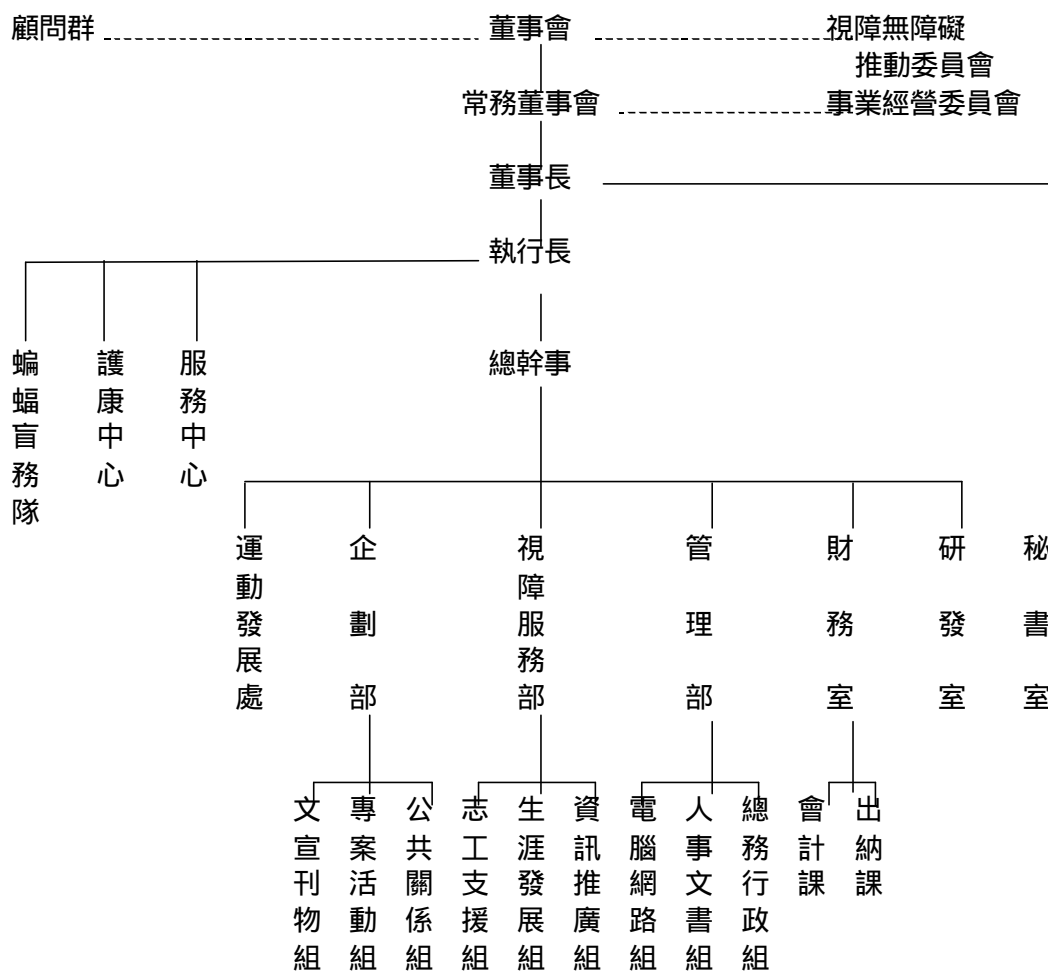 顧問群
董事會
視障無障礙
推動委員會
常務董事會
事業經營委員會
董事長
執行長
蝙蝠盲務隊
護康中心
服務中心
總幹事
運動發展處
企劃部
視障服務部
管理部
財務室
研發室
秘書室
文宣刊物組
專案活動組
公共關係組
志工支援組
生涯發展組
資訊推廣組
電腦網路組
人事文書組
總務行政組
會計課
出納課